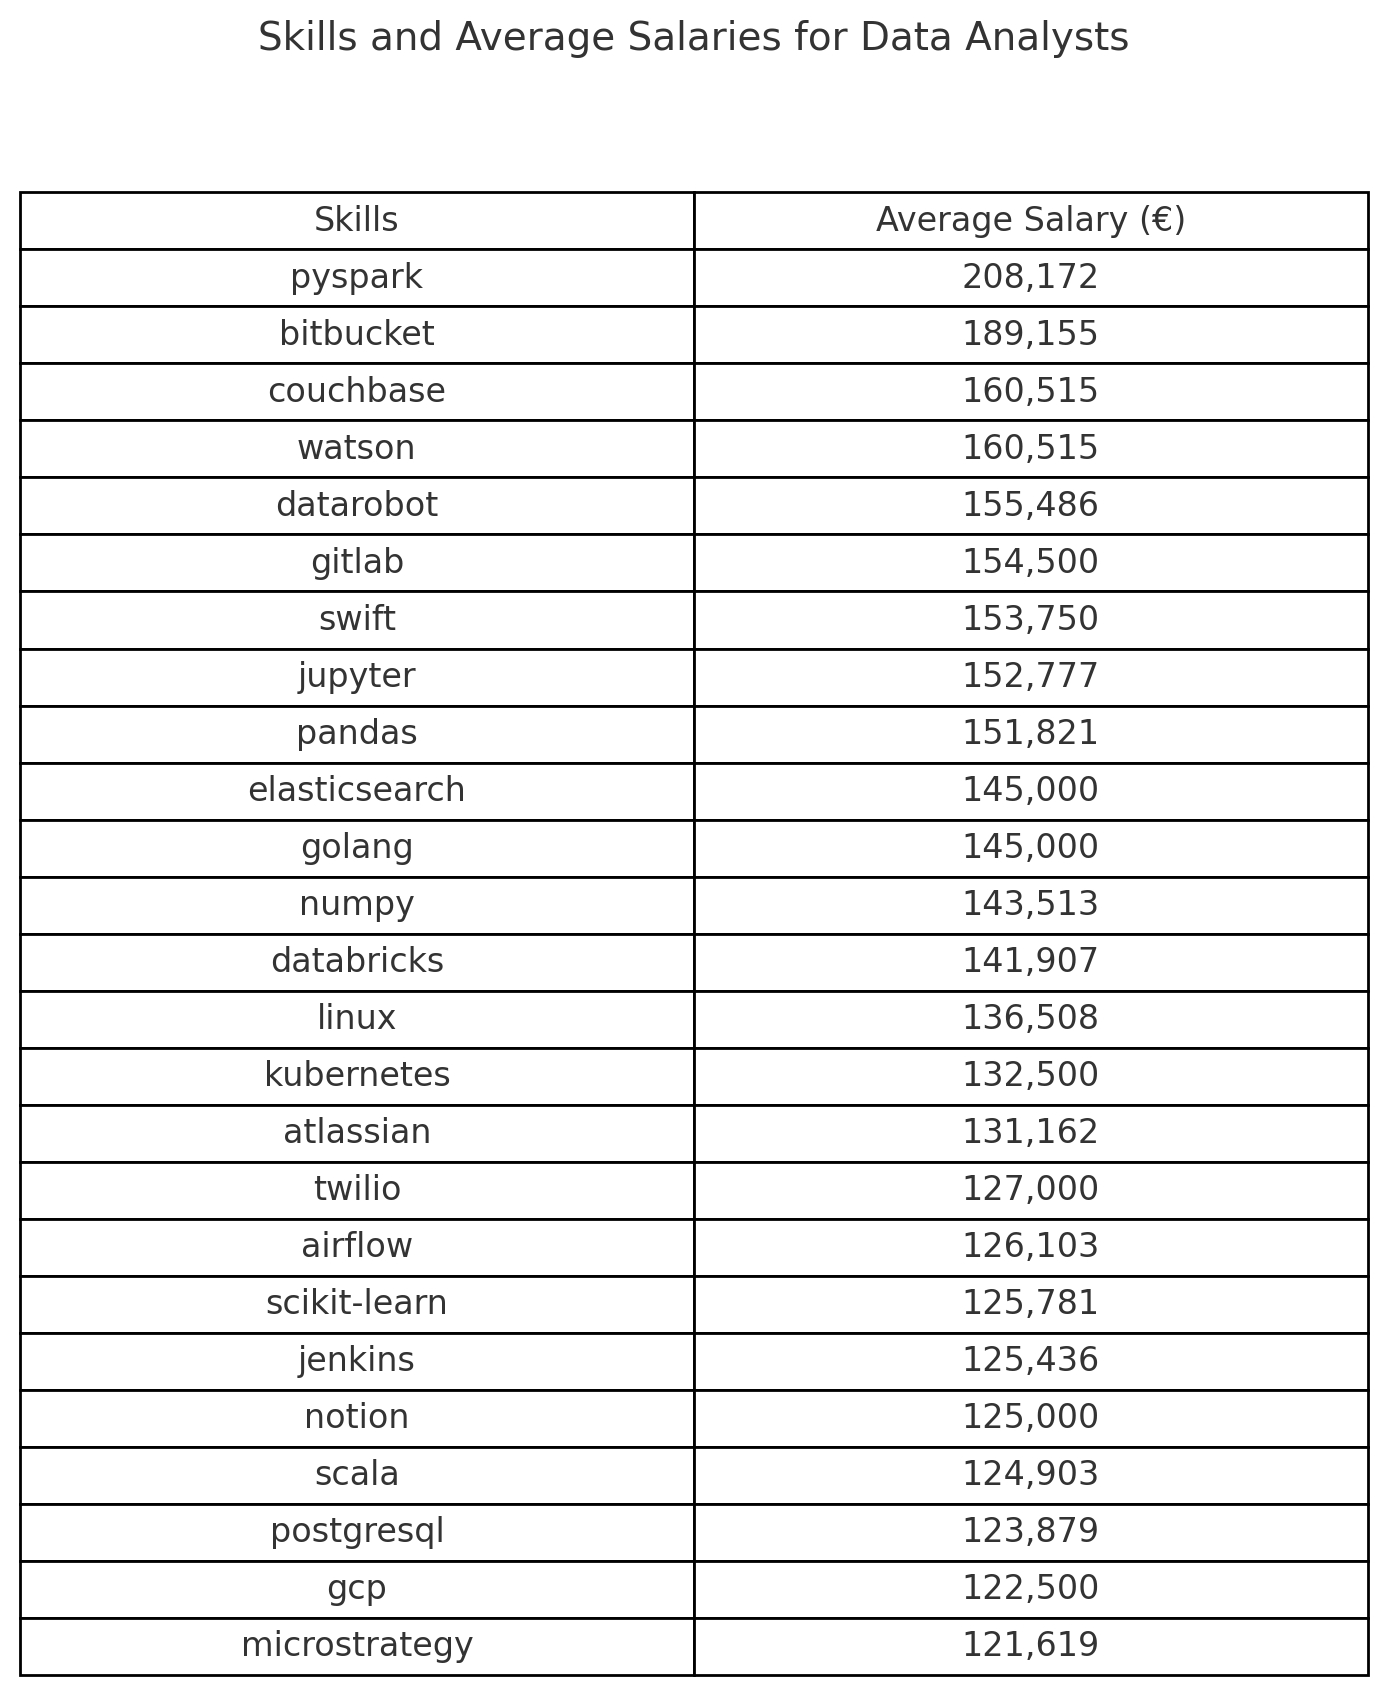 Skills and Average Salaries for Data Analysts
Skills Average Salary (€)
pyspark 208,172
bitbucket 189,155
couchbase 160,515
watson 160,515
datarobot 155,486
gitlab 154,500
swift 153,750
jupyter 152,777
pandas 151,821
elasticsearch 145,000
golang 145,000
numpy 143,513
databricks 141,907
linux 136,508
kubernetes 132,500
atlassian 131,162
twilio 127,000
airflow 126,103
scikit-learn 125,781
jenkins 125,436
notion 125,000
scala 124,903
postgresql 123,879
gcp 122,500
microstrategy 121,619